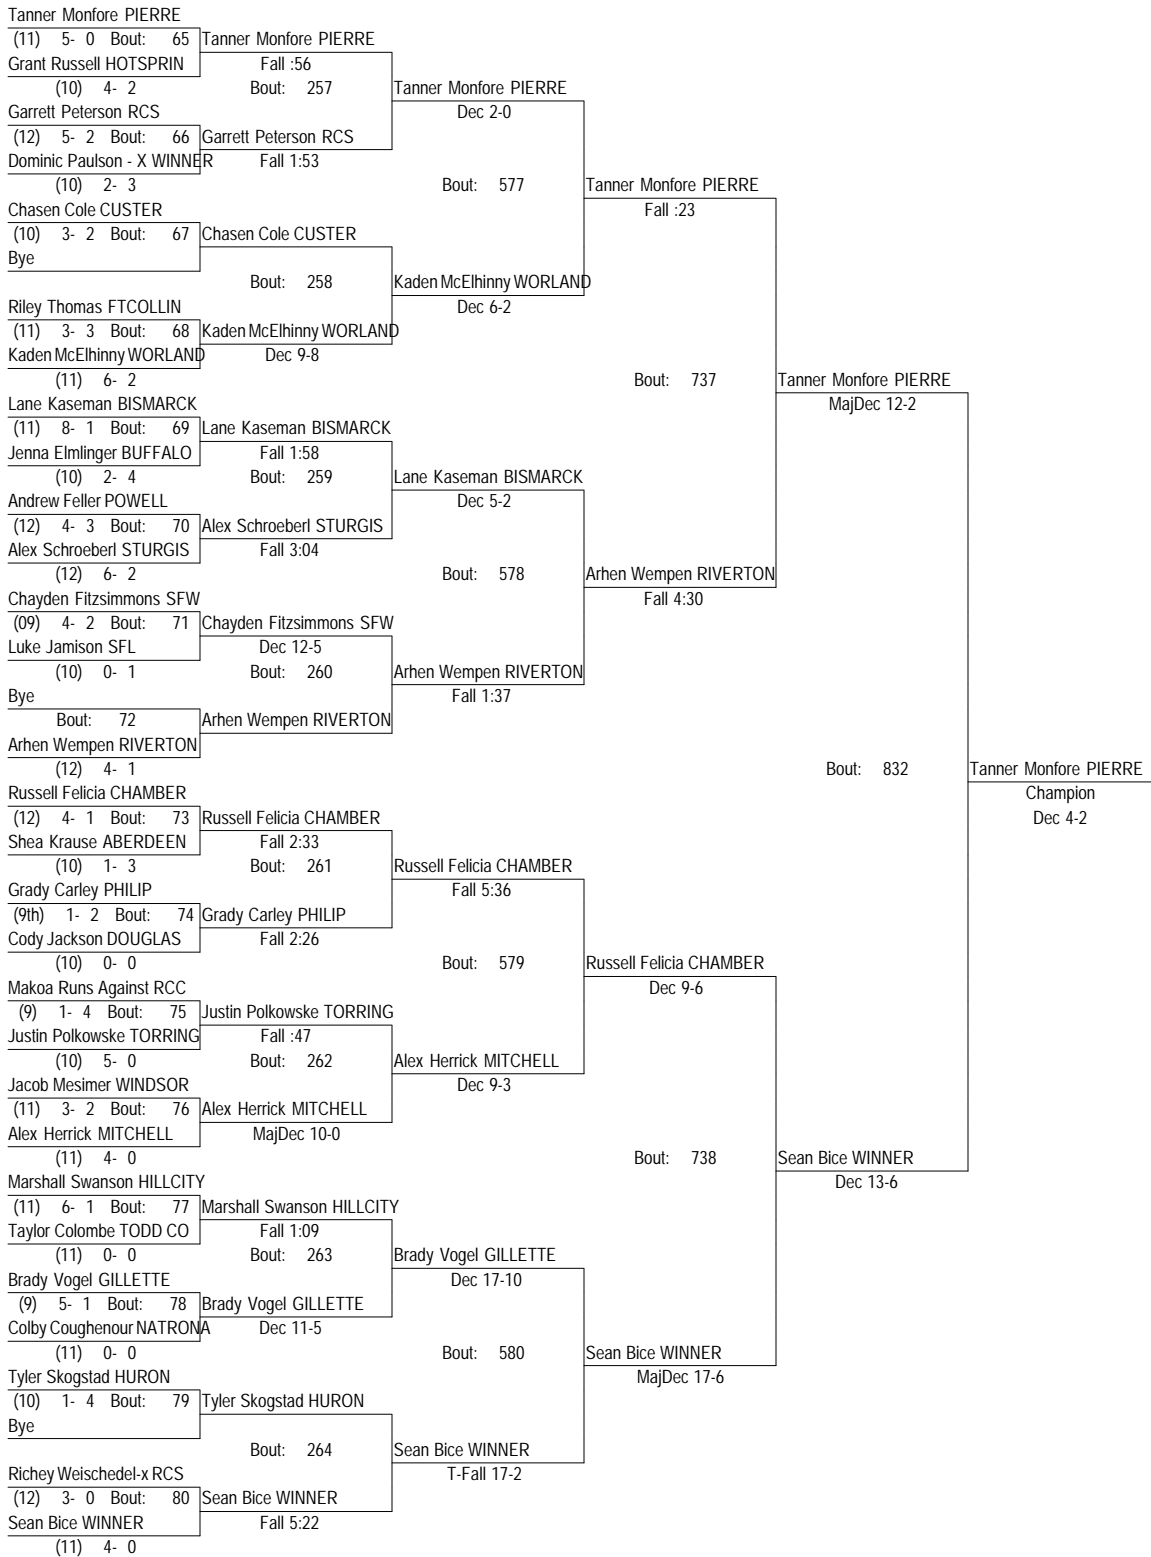 Tanner Monfore PIERRE
(11) 5- 0 Bout: 65 Tanner Monfore PIERRE
Grant Russell HOTSPRIN Fall :56
(10) 4- 2 Bout: 257 Tanner Monfore PIERRE
Garrett Peterson RCS Dec 2-0
(12) 5- 2 Bout: 66 Garrett Peterson RCS
Dominic Paulson - X WINNER Fall 1:53
(10) 2- 3 Bout: 577 Tanner Monfore PIERRE
Chasen Cole CUSTER Fall :23
(10) 3- 2 Bout: 67 Chasen Cole CUSTER
Bye
Bout: 258 Kaden McElhinny WORLAND
Riley Thomas FTCOLLIN Dec 6-2
(11) 3- 3 Bout: 68 Kaden McElhinny WORLAND
Kaden McElhinny WORLAND Dec 9-8
(11) 6- 2 Bout: 737 Tanner Monfore PIERRE
Lane Kaseman BISMARCK MajDec 12-2
(11) 8- 1 Bout: 69 Lane Kaseman BISMARCK
Jenna Elmlinger BUFFALO Fall 1:58
(10) 2- 4 Bout: 259 Lane Kaseman BISMARCK
Andrew Feller POWELL Dec 5-2
(12) 4- 3 Bout: 70 Alex Schroeberl STURGIS
Alex Schroeberl STURGIS Fall 3:04
(12) 6- 2 Bout: 578 Arhen Wempen RIVERTON
Chayden Fitzsimmons SFW Fall 4:30
(09) 4- 2 Bout: 71 Chayden Fitzsimmons SFW
Luke Jamison SFL Dec 12-5
(10) 0- 1 Bout: 260 Arhen Wempen RIVERTON
Bye Fall 1:37
Bout: 72 Arhen Wempen RIVERTON
Arhen Wempen RIVERTON
(12) 4- 1 Bout: 832 Tanner Monfore PIERRE
Russell Felicia CHAMBER Champion
(12) 4- 1 Bout: 73 Russell Felicia CHAMBER Dec 4-2
Shea Krause ABERDEEN Fall 2:33
(10) 1- 3 Bout: 261 Russell Felicia CHAMBER
Grady Carley PHILIP Fall 5:36
(9th) 1- 2 Bout: 74 Grady Carley PHILIP
Cody Jackson DOUGLAS Fall 2:26
(10) 0- 0 Bout: 579 Russell Felicia CHAMBER
Makoa Runs Against RCC Dec 9-6
(9) 1- 4 Bout: 75 Justin Polkowske TORRING
Justin Polkowske TORRING Fall :47
(10) 5- 0 Bout: 262 Alex Herrick MITCHELL
Jacob Mesimer WINDSOR Dec 9-3
(11) 3- 2 Bout: 76 Alex Herrick MITCHELL
Alex Herrick MITCHELL MajDec 10-0
(11) 4- 0 Bout: 738 Sean Bice WINNER
Marshall Swanson HILLCITY Dec 13-6
(11) 6- 1 Bout: 77 Marshall Swanson HILLCITY
Taylor Colombe TODD CO Fall 1:09
(11) 0- 0 Bout: 263 Brady Vogel GILLETTE
Brady Vogel GILLETTE Dec 17-10
(9) 5- 1 Bout: 78 Brady Vogel GILLETTE
Colby Coughenour NATRONA Dec 11-5
(11) 0- 0 Bout: 580 Sean Bice WINNER
Tyler Skogstad HURON MajDec 17-6
(10) 1- 4 Bout: 79 Tyler Skogstad HURON
Bye
Bout: 264 Sean Bice WINNER
Richey Weischedel-x RCS T-Fall 17-2
(12) 3- 0 Bout: 80 Sean Bice WINNER
Sean Bice WINNER Fall 5:22
(11) 4- 0